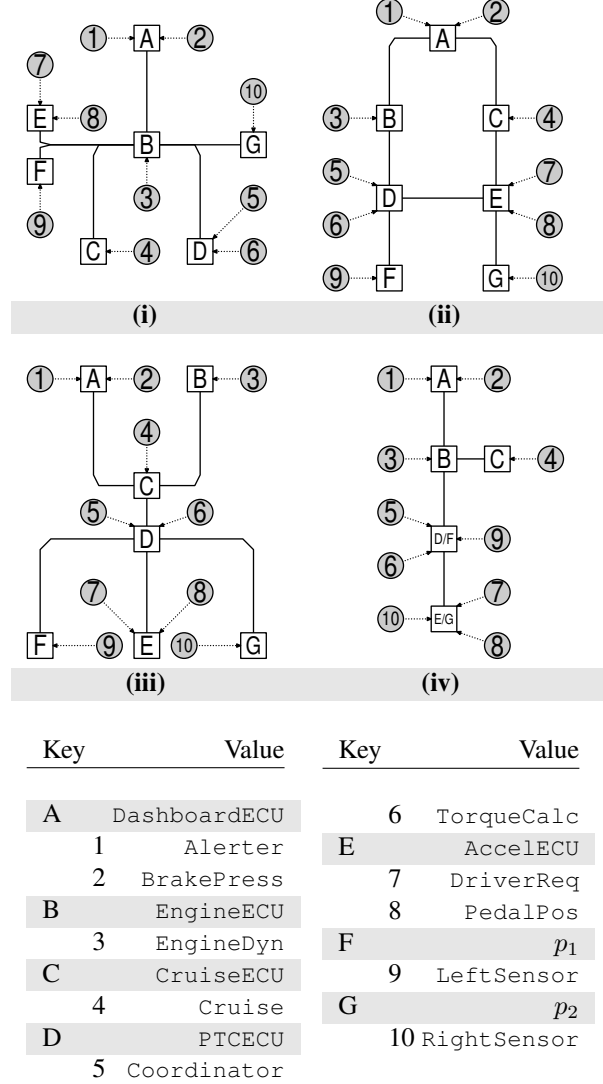 1 A 2
7
10
E 8
B G
F
3 5
9
C 4 D 6
(i)
1 2
A
3 B C 4
5 7
D E
6 8
9 F G 10
(ii)
1 A 2 B 3
4
C
5 6
D
7 8
F 9 E 10 G
(iii)
1 A 2
3 B C 4
5
D/F 9
6
7
10 E/G
8
(iv)
Key Value
A DashboardECU
1 Alerter
2 BrakePress
B EngineECU
3 EngineDyn
C CruiseECU
4 Cruise
D PTCECU
5 Coordinator
Key Value
6 TorqueCalc
E AccelECU
7 DriverReq
8 PedalPos
F p₁
9 LeftSensor
G p₂
10 RightSensor